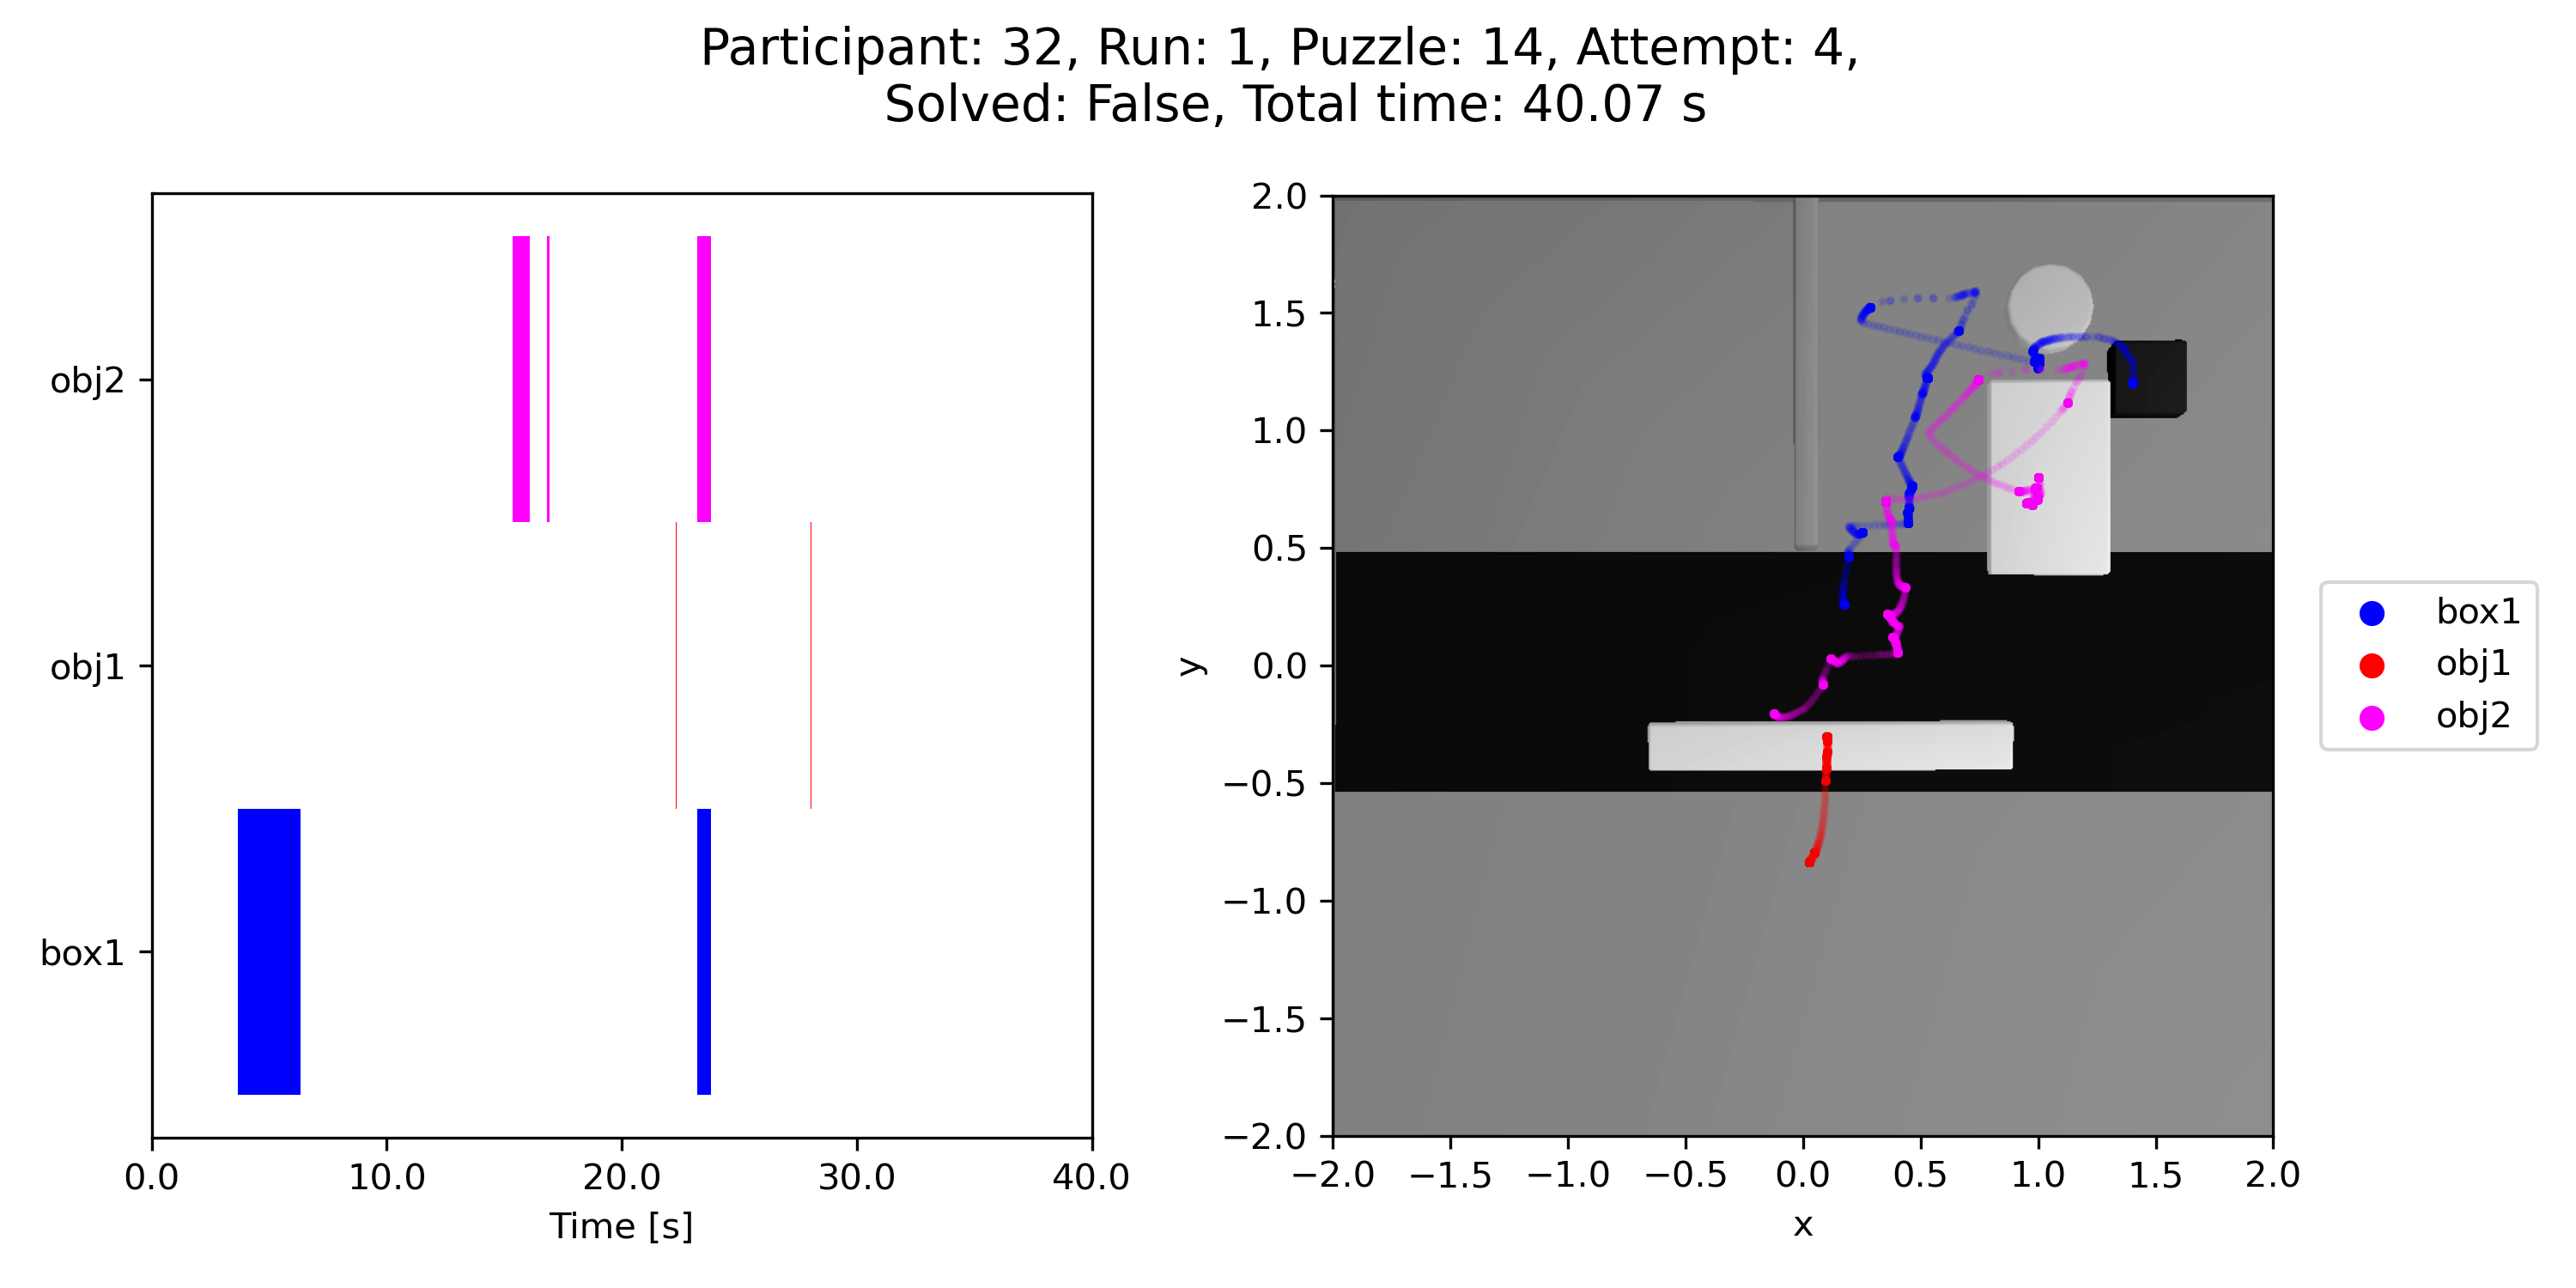 Participant: 32, Run: 1, Puzzle: 14, Attempt: 4,
Solved: False, Total time: 40.07 s
obj2
obj1
box1
0.0 10.0 20.0 30.0 40.0
Time [s]
2.0
1.5
1.0
0.5
0.0
−0.5
−1.0
−1.5
−2.0
y
−2.0 −1.5 −1.0 −0.5 0.0 0.5 1.0 1.5 2.0
x
box1
obj1
obj2